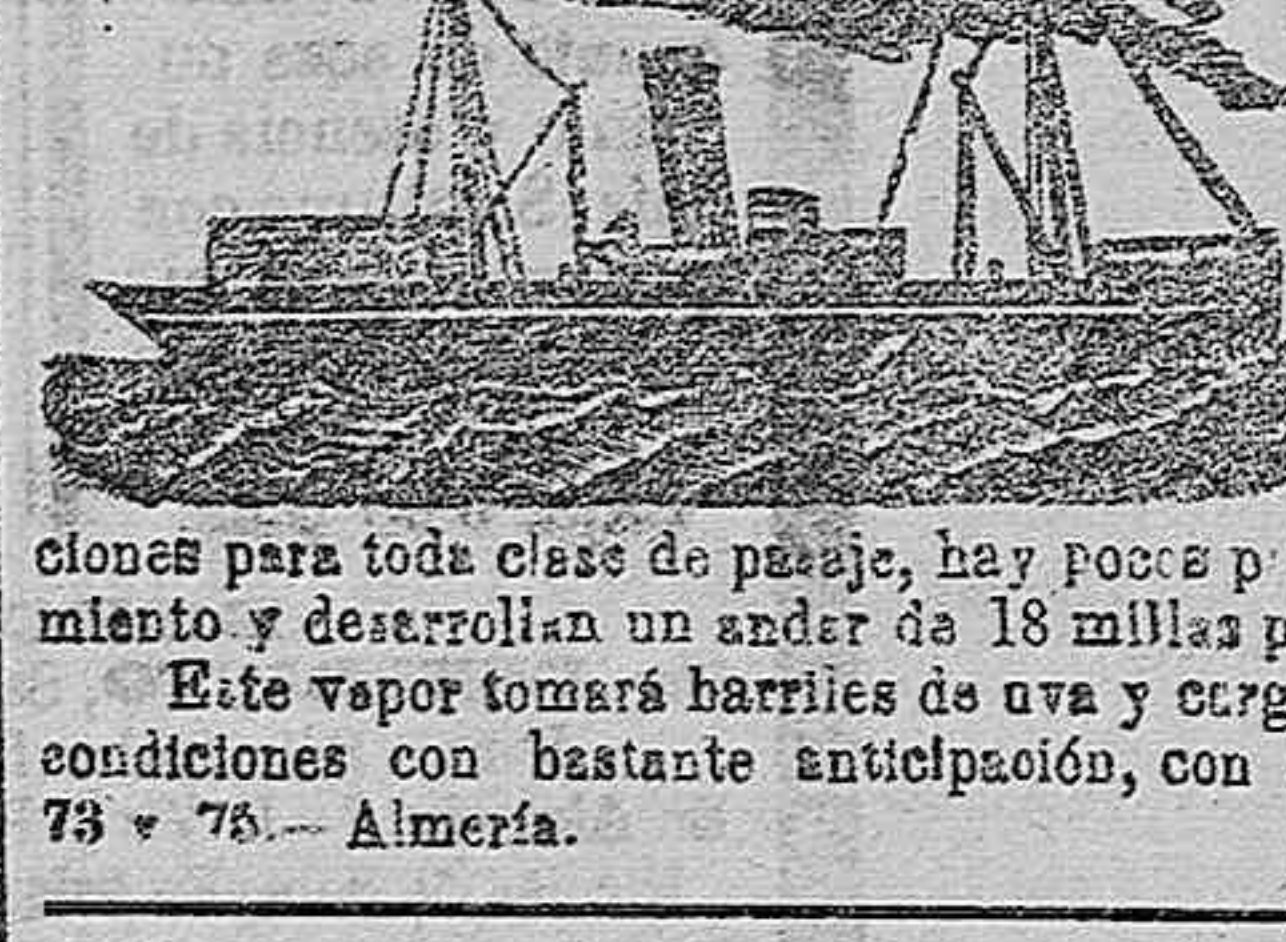 ciones para toda clase de pasaje, hay pocos
miento y desarrollan un andar de 18 millas
Este vapor tomará barriles de uva y carg
condiciones con bastante anticipación, con
73 y 75.— Almería.